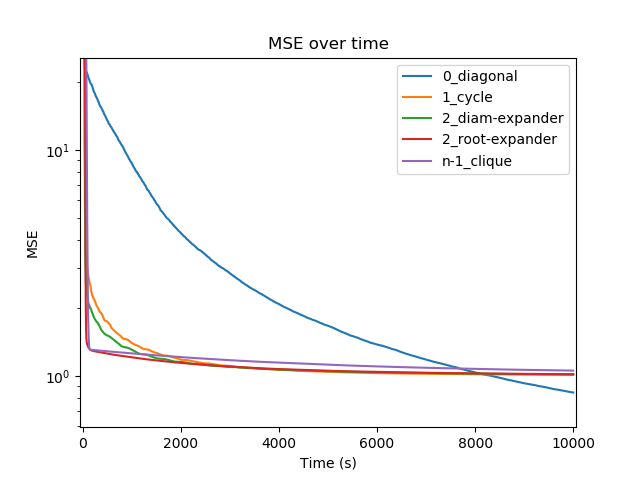 MSE over time
MSE
10¹
10⁰
0_diagonal
1_cycle
2_diam-expander
2_root-expander
n-1_clique
0 2000 4000 6000 8000 10000
Time (s)